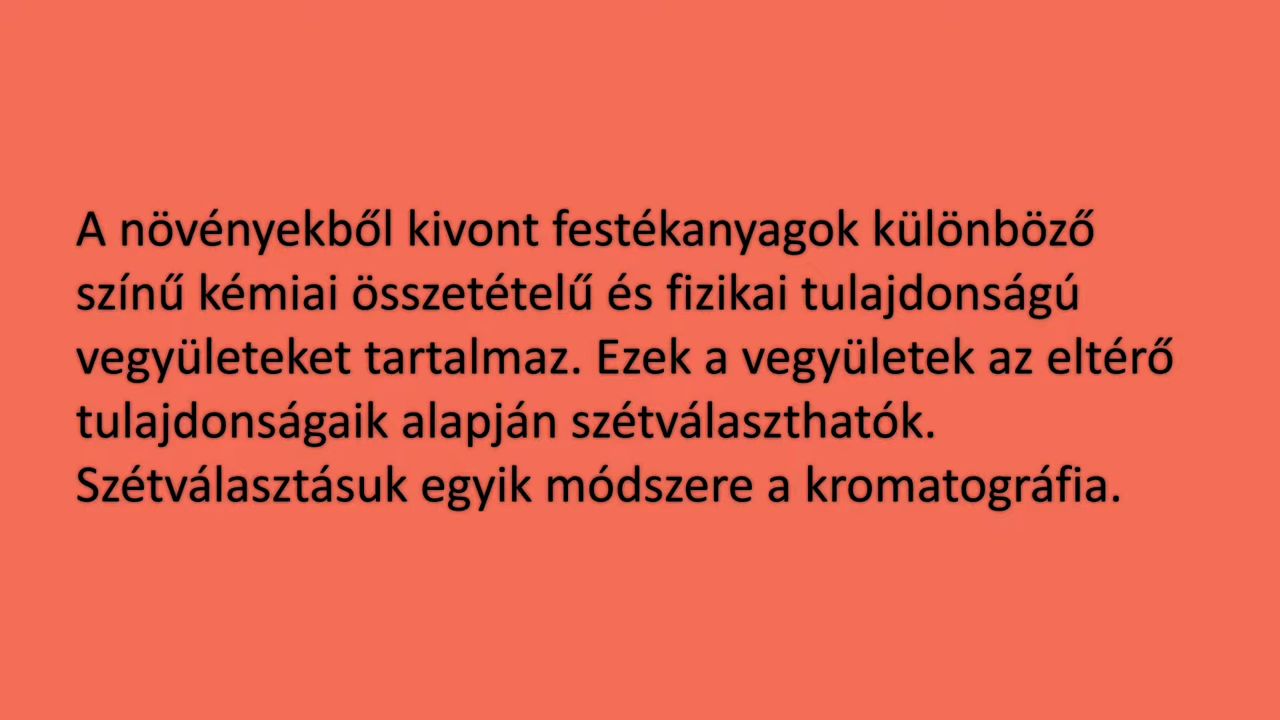 A növényekből kivont festékanyagok különböző
színű kémiai összetételű és fizikai tulajdonságú
vegyületeket tartalmaz. Ezek a vegyületek az eltérő
tulajdonságaik alapján szétválaszthatók.
Szétválasztásuk egyik módszere a kromatográfia.